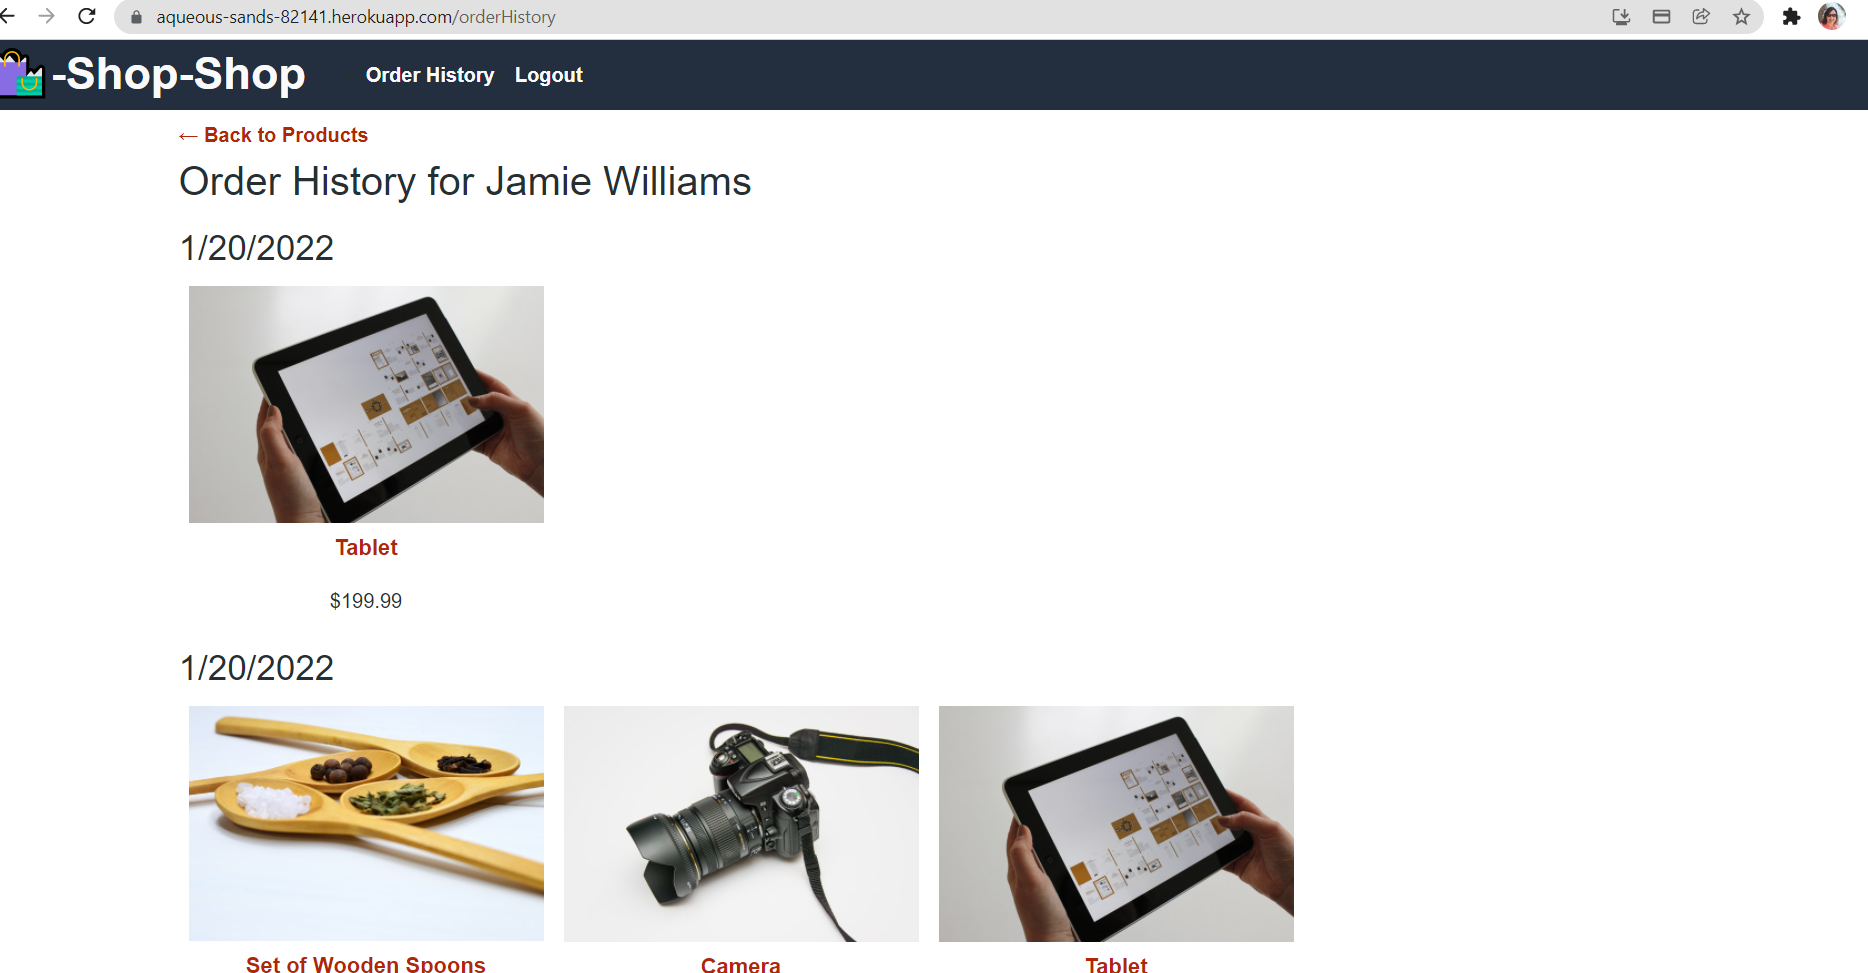 aqueous-sands-82141.herokuapp.com/orderHistory
-Shop-Shop
Order History
Logout
← Back to Products
Order History for Jamie Williams
1/20/2022
Tablet
$199.99
1/20/2022
Set of Wooden Spoons
Camera
Tablet